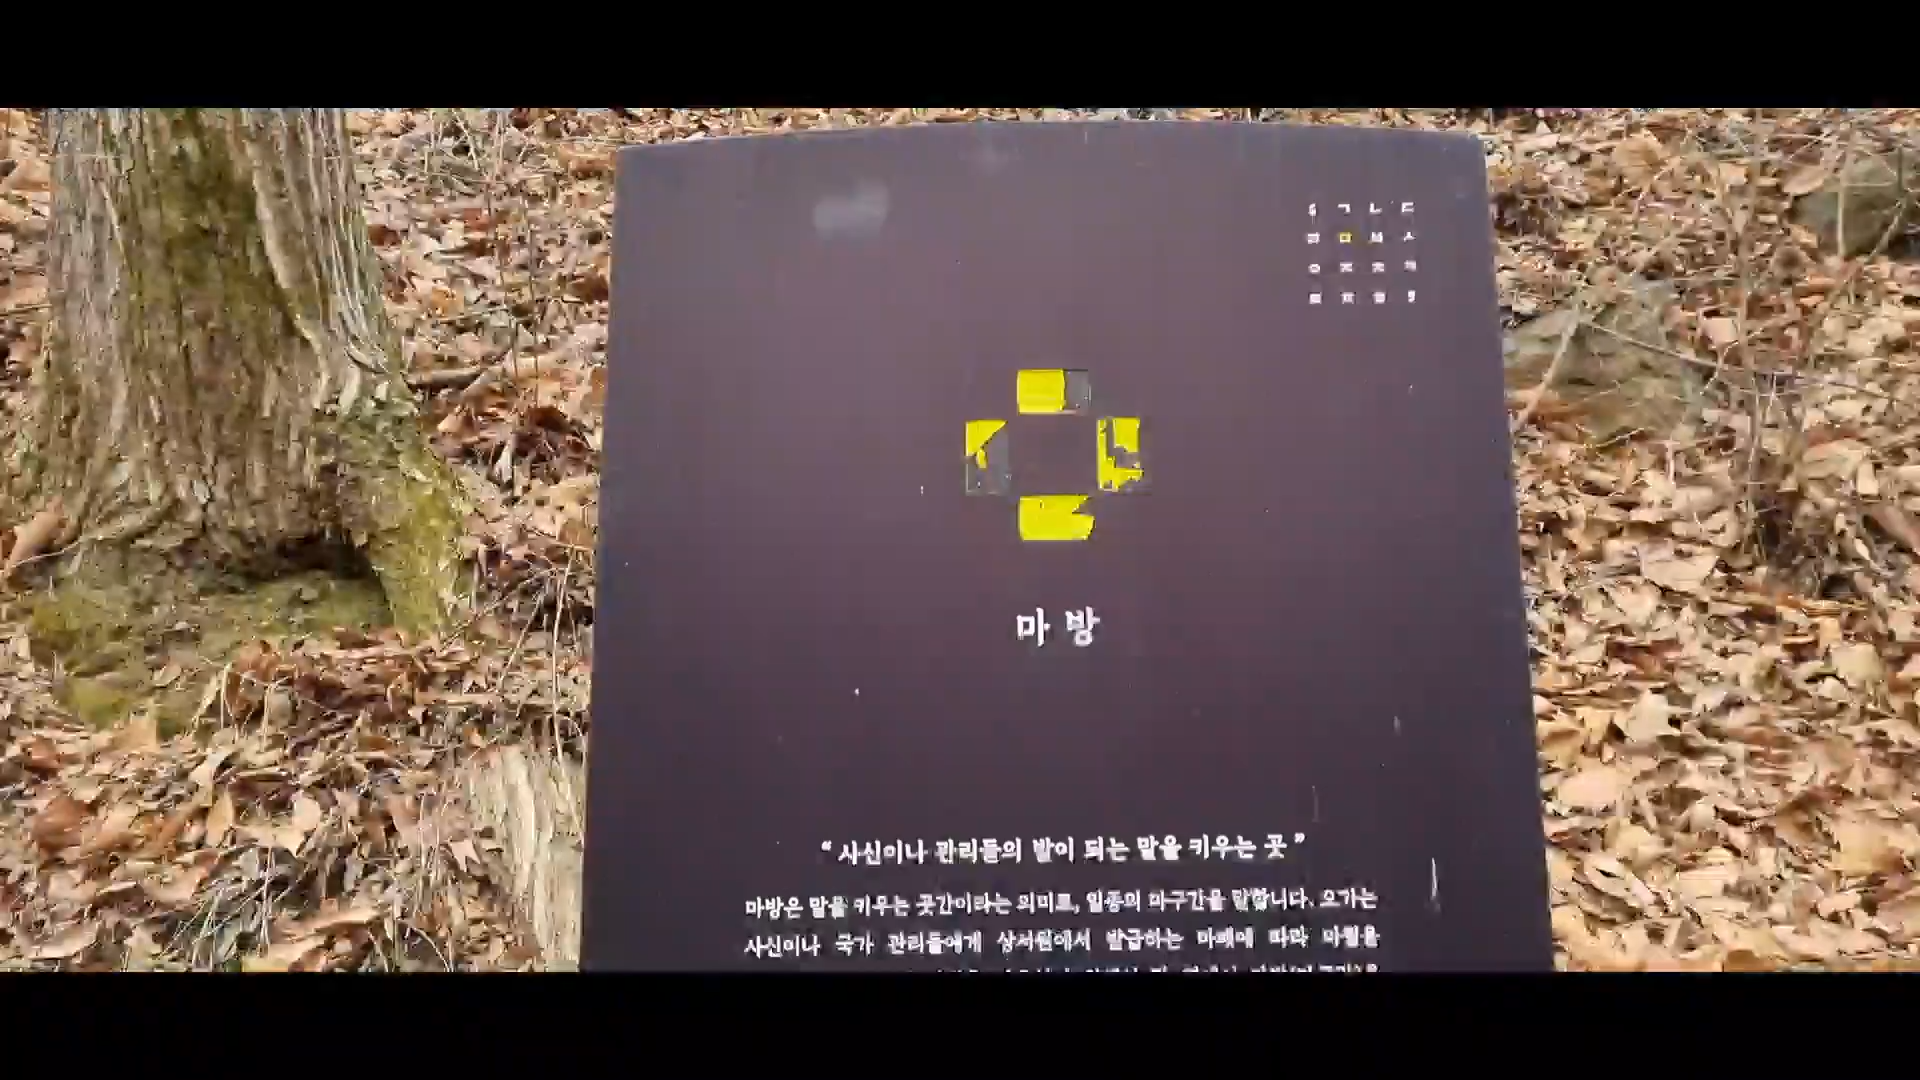 ㄱ ㄴ ㄷ
ㄹ ㅁ ㅂ ㅅ
마방
“사신이나 관리들의 발이 되는 말을 키우는 곳”
마방은 말을 키우는 곳간이라는 의미로, 일종의 마구간을 말합니다. 오가는
사신이나 국가 관리들에게 상서원에서 발급하는 마패에 따라 마필을